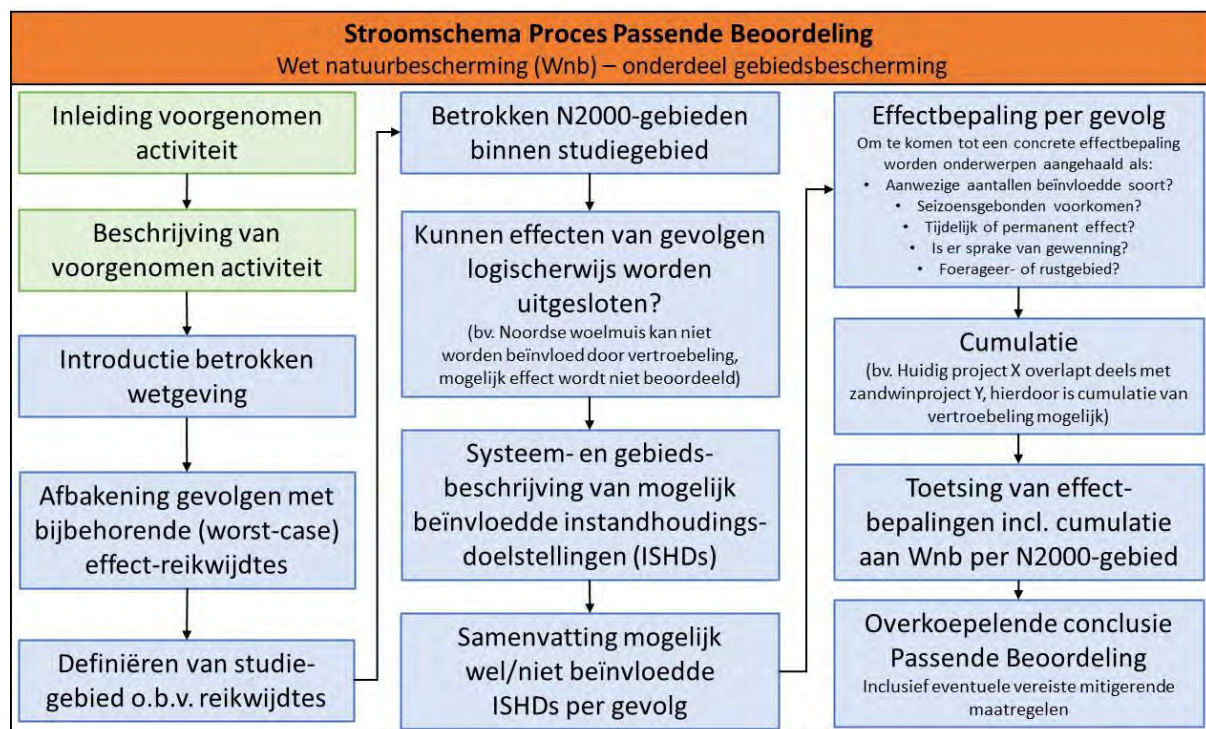 Stroomschema Proces Passende Beoordeling
Wet natuurbescherming (Wnb) – onderdeel gebiedsbescherming
Inleiding voorgenomen
activiteit
Beschrijving van
voorgenomen activiteit
Introductie betrokken
wetgeving
Afbakening gevolgen met
bijbehorende (worst-case)
effect-reikwijdtes
Definiëren van studie-
gebied o.b.v. reikwijdtes
Betrokken N2000-gebieden
binnen studiegebied
Kunnen effecten van gevolgen
logischerwijs worden
uitgesloten?
(bv. Noordse woelmuis kan niet
worden beïnvloed door vertroebeling,
mogelijk effect wordt niet beoordeeld)
Systeem- en gebieds-
beschrijving van mogelijk
beïnvloedde instandhoudings-
doelstellingen (ISHDs)
Samenvatting mogelijk
wel/niet beïnvloedde
ISHDs per gevolg
Effectbepaling per gevolg
Om te komen tot een concrete effectbepaling
worden onderwerpen aangehaald als:
• Aanwezige aantallen beïnvloedde soort?
• Seizoensgebonden voorkomen?
• Tijdelijk of permanent effect?
• Is er sprake van gewenning?
• Foerageer- of rustgebied?
Cumulatie
(bv. Huidig project X overlapt deels met
zandwinproject Y, hierdoor is cumulatie van
vertroebeling mogelijk)
Toetsing van effect-
bepalingen incl. cumulatie
aan Wnb per N2000-gebied
Overkoepelende conclusie
Passende Beoordeling
Inclusief eventuele vereiste mitigerende
maatregelen